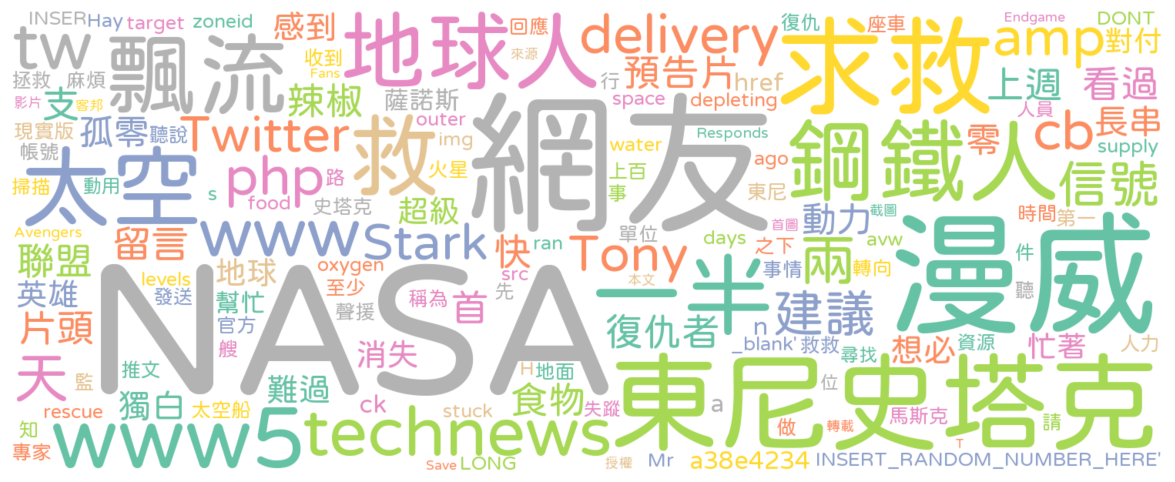 INSER Hay target zoneid 感到 回應 復仇 座車 Endgame DONT
tw 飄流 收到 Fans 地球人 來源 delivery 求救 amp 對付
拯救 麻煩 支 辣椒 薩諾斯 行 預告片 href 上週 看過
影片 客邦 孤零 Twitter outer space depleting 人員
現實版 聽說 救 img 網友 water Responds 鋼鐵人 零 cb 長串
帳號 太空 火星 上百 ago 信號 supply
掃描 動用 s php 路 超級 事 東尼
food 史塔克 單位 首圖 動力 截圖 時間 第一
Avengers 留言 www Stark 快 ran Tony days 之下 avw 漫威
聯盟 levels 地球 oxygen src 一半 事情 兩 轉向 件
英雄 發送 幫忙 至少 稱為 首 先 本文 建議 資源 聽
片頭 官方 聲援 復仇者 n 想必 忙著
艘 NASA 消失 _blank' 救救 尋找 人力
天 監 推文 難過 H 地面 東尼史塔克
獨白 太空船 ck 食物 失蹤 位
rescue www5 technews stuck a 做 馬斯克 轉載 請
知 專家 Save LONG 授權 Mr a38e4234 INSERT_RANDOM_NUMBER_HERE' T